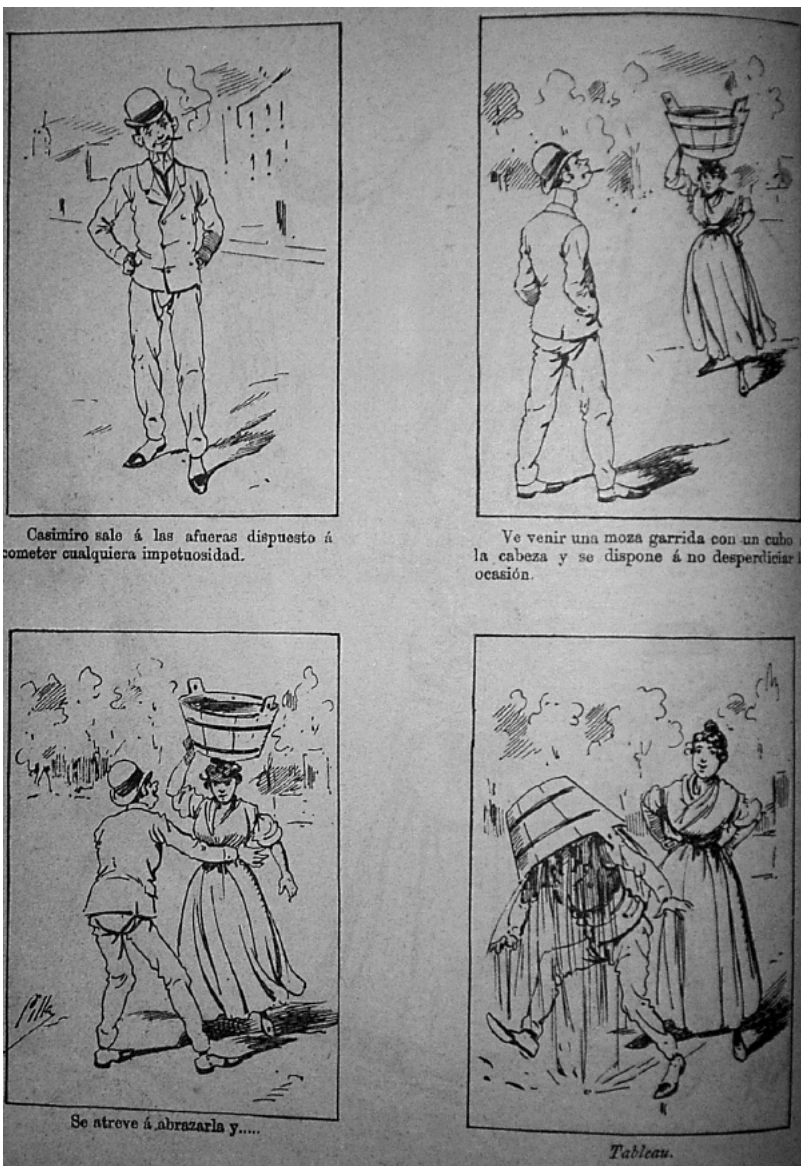 Casimiro sale á las afueras dispuesto á
cometer cualquiera impetuosidad.
Ve venir una moza garrida con un cubo
la cabeza y se dispone á no desperdiciar
ocasión.
Se atreve á abrazarla y.....
Tableau.